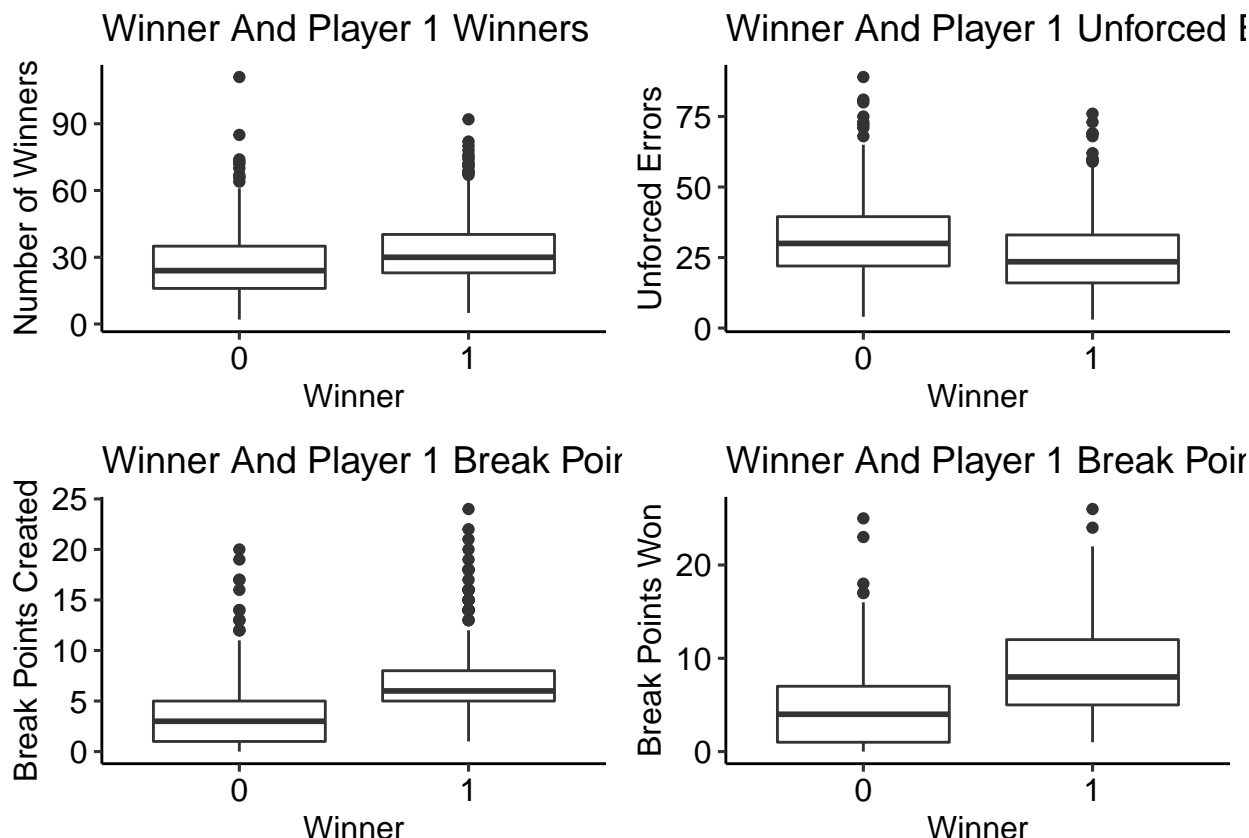 Winner And Player 1 Winners
Number of Winners
90
60
30
0
0 1
Winner
Winner And Player 1 Unforced E
Unforced Errors
75
50
25
0
0 1
Winner
Winner And Player 1 Break Poin
Break Points Created
25
20
15
10
5
0
0 1
Winner
Winner And Player 1 Break Poin
Break Points Won
20
10
0
0 1
Winner